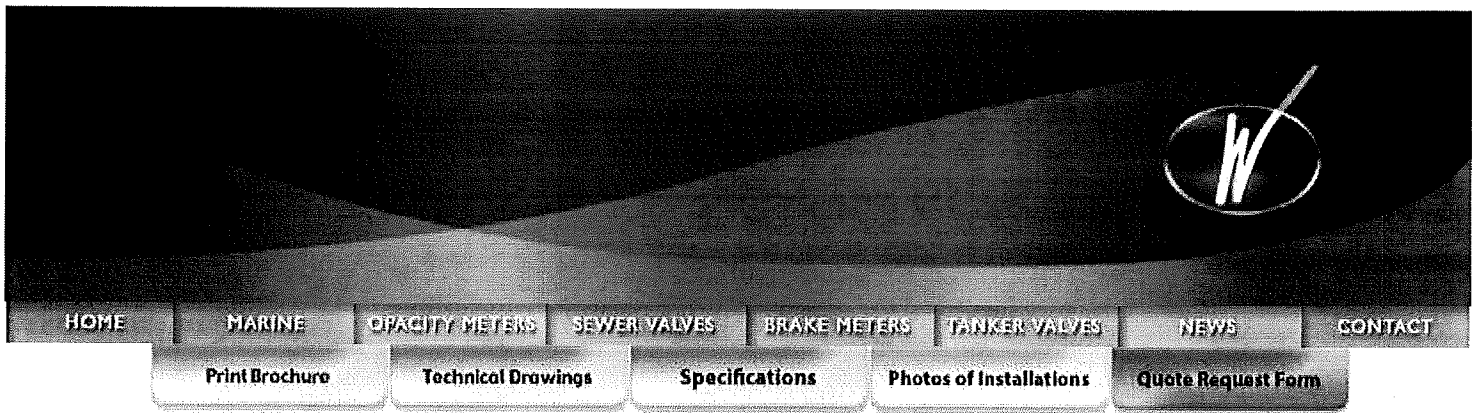 HOME MARINE OPACITY METERS SEWER VALVES BRAKE METERS TANKER VALVES NEWS CONTACT
Print Brochure Technical Drawings Specifications Photos of Installations Quote Request Form